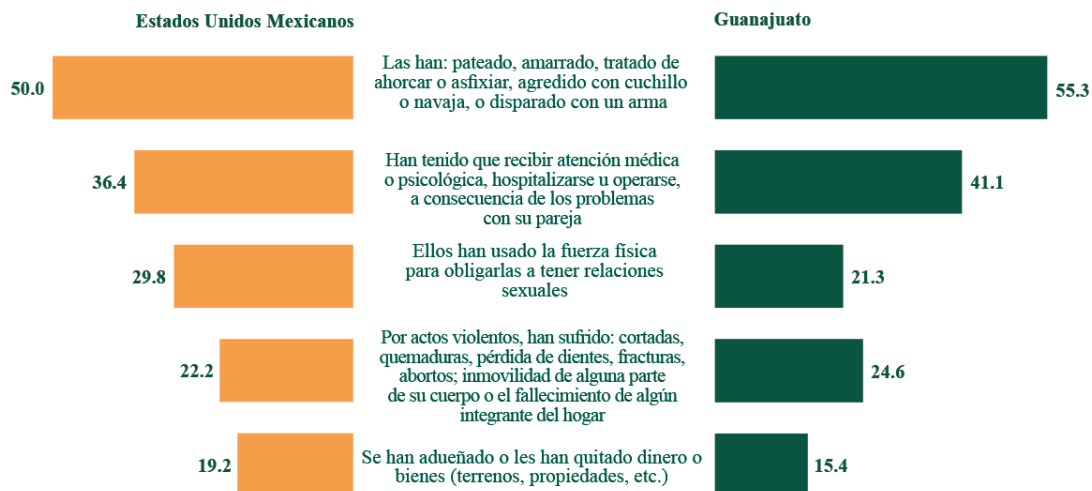 Estados Unidos Mexicanos
Guanajuato
50.0
Las han: pateado, amarrado, tratado de
ahorcar o asfixiar, agredido con cuchillo
o navaja, o disparado con un arma
55.3
36.4
Han tenido que recibir atención médica
o psicológica, hospitalizarse u operarse,
a consecuencia de los problemas
con su pareja
41.1
29.8
Ellos han usado la fuerza física
para obligarlas a tener relaciones
sexuales
21.3
22.2
Por actos violentos, han sufrido: cortadas,
quemaduras, pérdida de dientes, fracturas,
abortos; inmovilidad de alguna parte
de su cuerpo o el fallecimiento de algún
integrante del hogar
24.6
19.2
Se han adueñado o les han quitado dinero o
bienes (terrenos, propiedades, etc.)
15.4